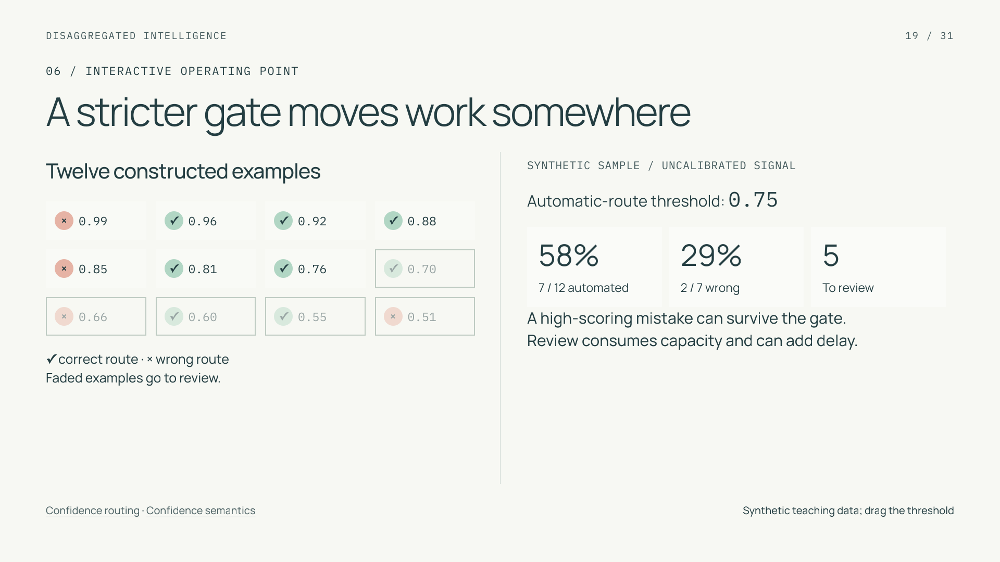 DISAGGREGATED INTELLIGENCE
19 / 31
06 / INTERACTIVE OPERATING POINT
A stricter gate moves work somewhere
Twelve constructed examples
× 0.99
✓ 0.96
✓ 0.92
✓ 0.88
× 0.85
✓ 0.81
✓ 0.76
✓ 0.70
× 0.66
✓ 0.60
✓ 0.55
× 0.51
✓ correct route · × wrong route
Faded examples go to review.
SYNTHETIC SAMPLE / UNCALIBRATED SIGNAL
Automatic-route threshold: 0.75
58%
7 / 12 automated
29%
2 / 7 wrong
5
To review
A high-scoring mistake can survive the gate.
Review consumes capacity and can add delay.
Confidence routing · Confidence semantics
Synthetic teaching data; drag the threshold